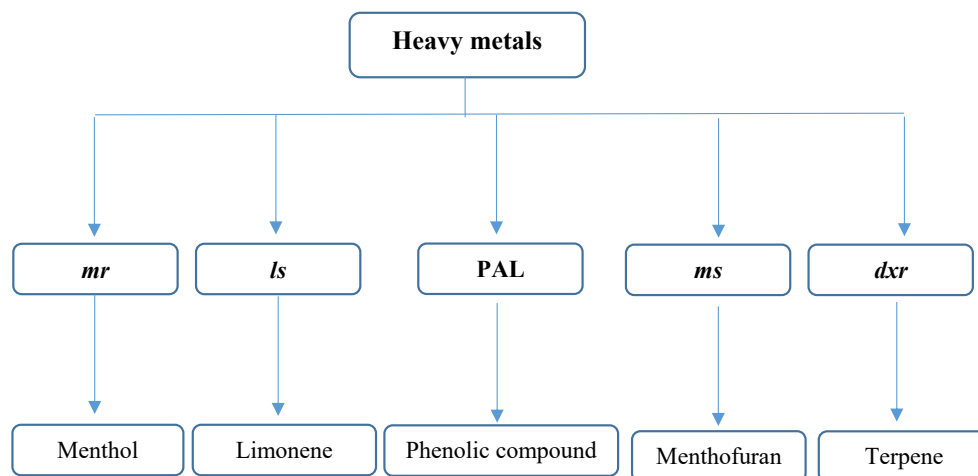 Heavy metals
mr
ls
PAL
ms
dxr
Menthol
Limonene
Phenolic compound
Menthofuran
Terpene